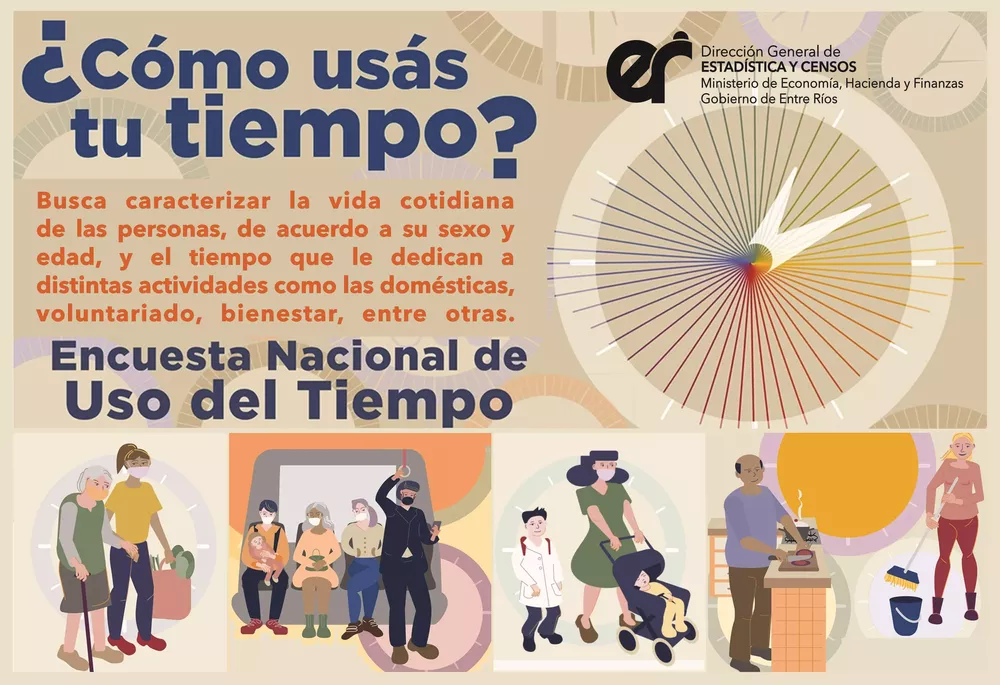 ¿Cómo usás
tu tiempo?
er
Dirección General de
ESTADÍSTICA Y CENSOS
Ministerio de Economía, Hacienda y Finanzas
Gobierno de Entre Ríos
Busca caracterizar la vida cotidiana
de las personas, de acuerdo a su sexo y
edad, y el tiempo que le dedican a
distintas actividades como las domésticas,
voluntariado, bienestar, entre otras.
Encuesta Nacional de
Uso del Tiempo